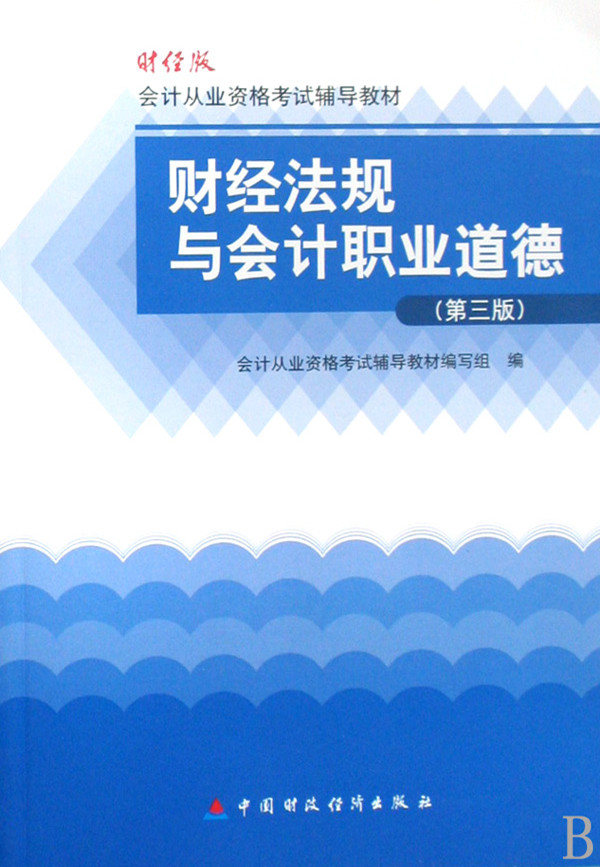 财经版
会计从业资格考试辅导教材
财经法规
与会计职业道德
（第三版）
会计从业资格考试辅导教材编写组 编
中国财政经济出版社
B